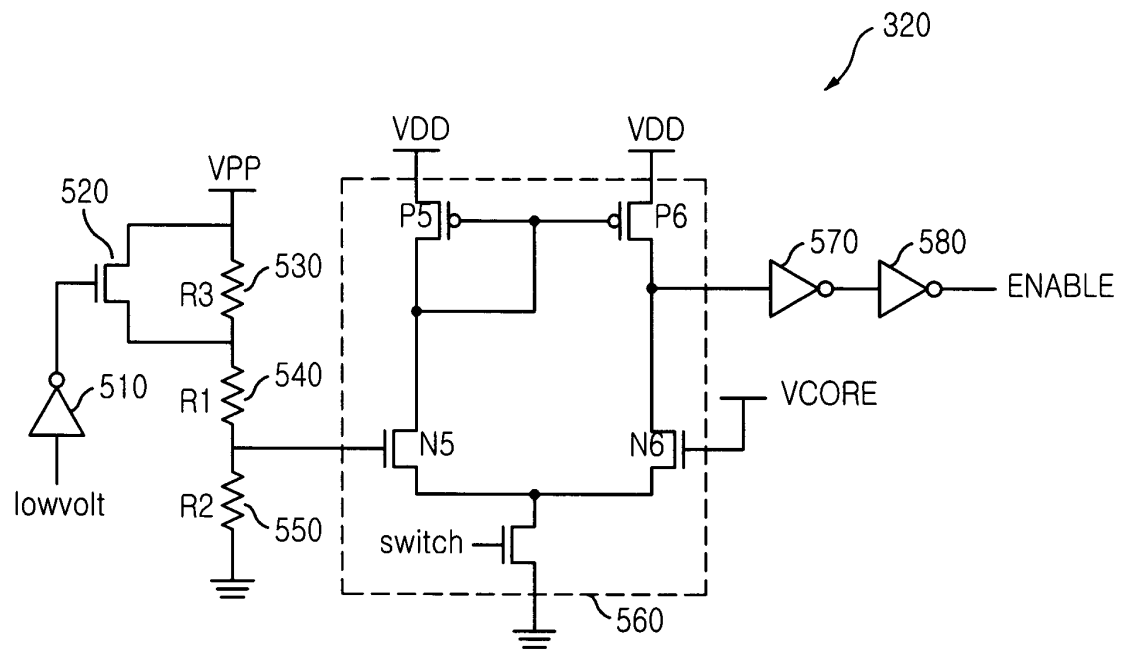 320
VDD
VDD
VPP
520
P5
P6
570
580
530
R3
ENABLE
510
540
R1
VCORE
N5
N6
lowvolt
R2
550
switch
560